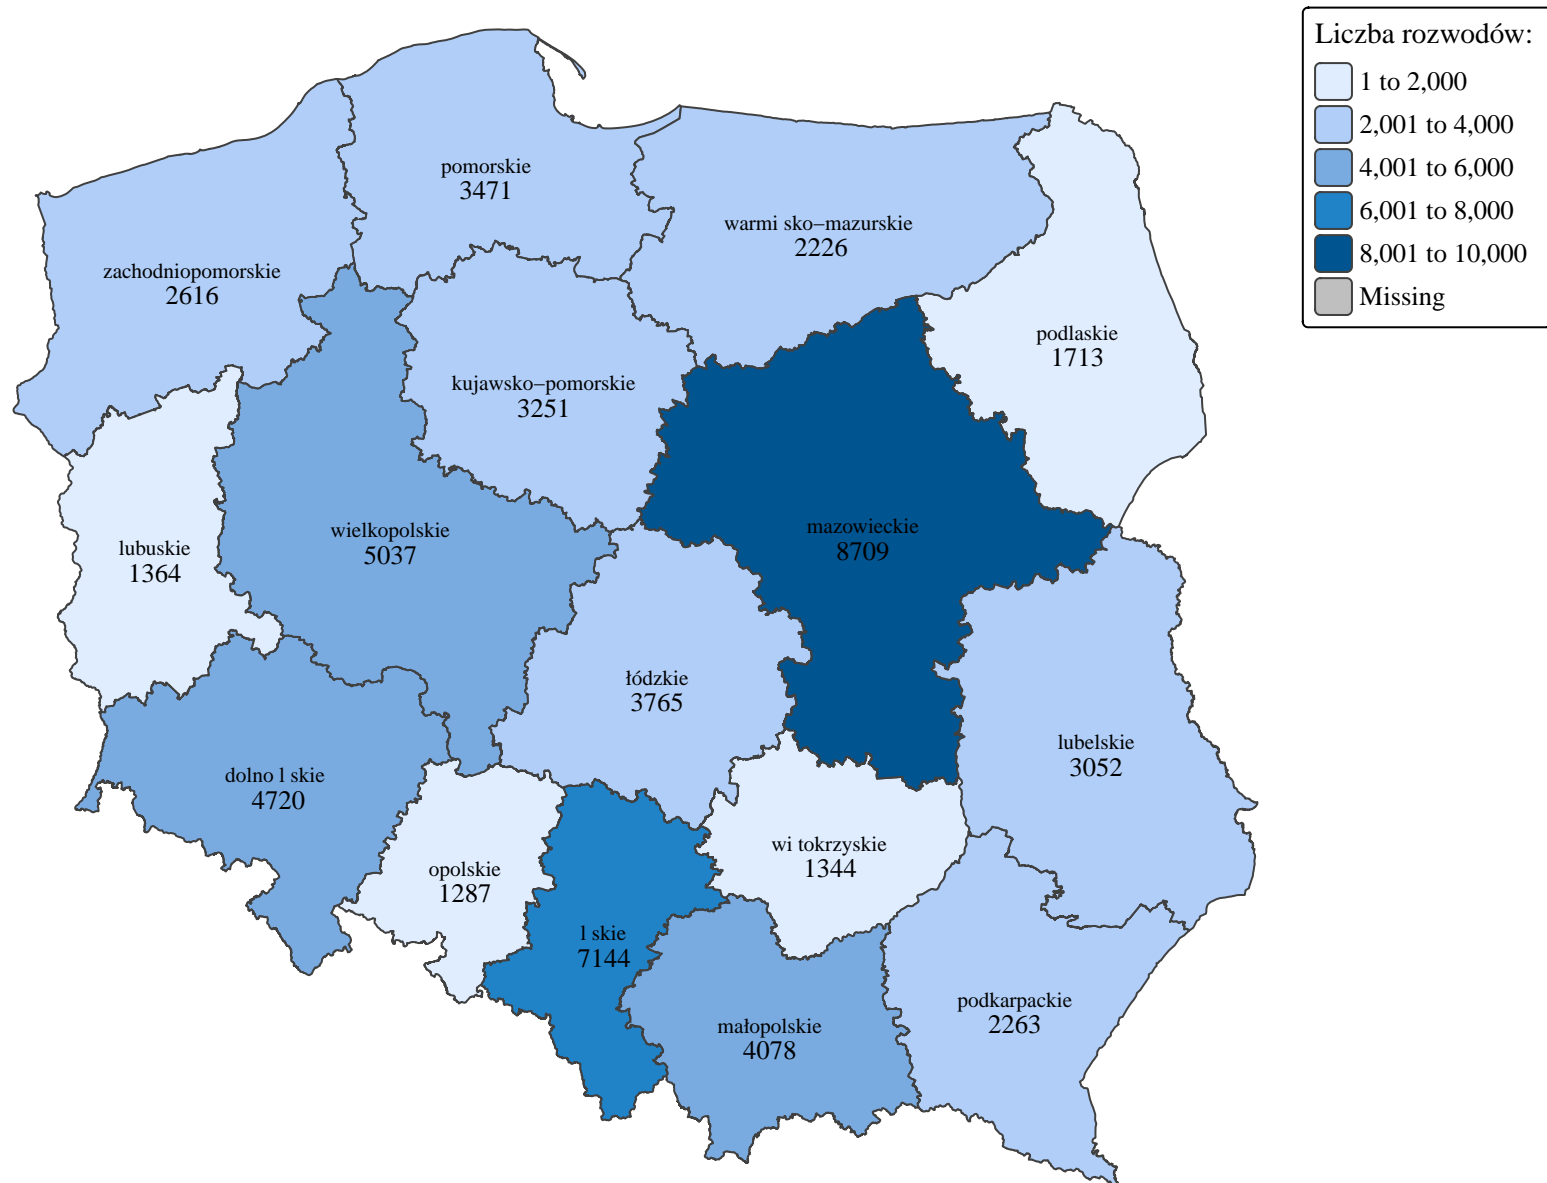 Liczba rozwodów:
1 to 2,000
2,001 to 4,000
4,001 to 6,000
6,001 to 8,000
8,001 to 10,000
Missing
pomorskie
3471
warmi sko−mazurskie
2226
zachodniopomorskie
2616
podlaskie
1713
kujawsko−pomorskie
3251
mazowieckie
8709
wielkopolskie
5037
lubuskie
1364
łódzkie
3765
lubelskie
3052
dolno l skie
4720
wi tokrzyskie
1344
opolskie
1287
l skie
7144
podkarpackie
2263
małopolskie
4078